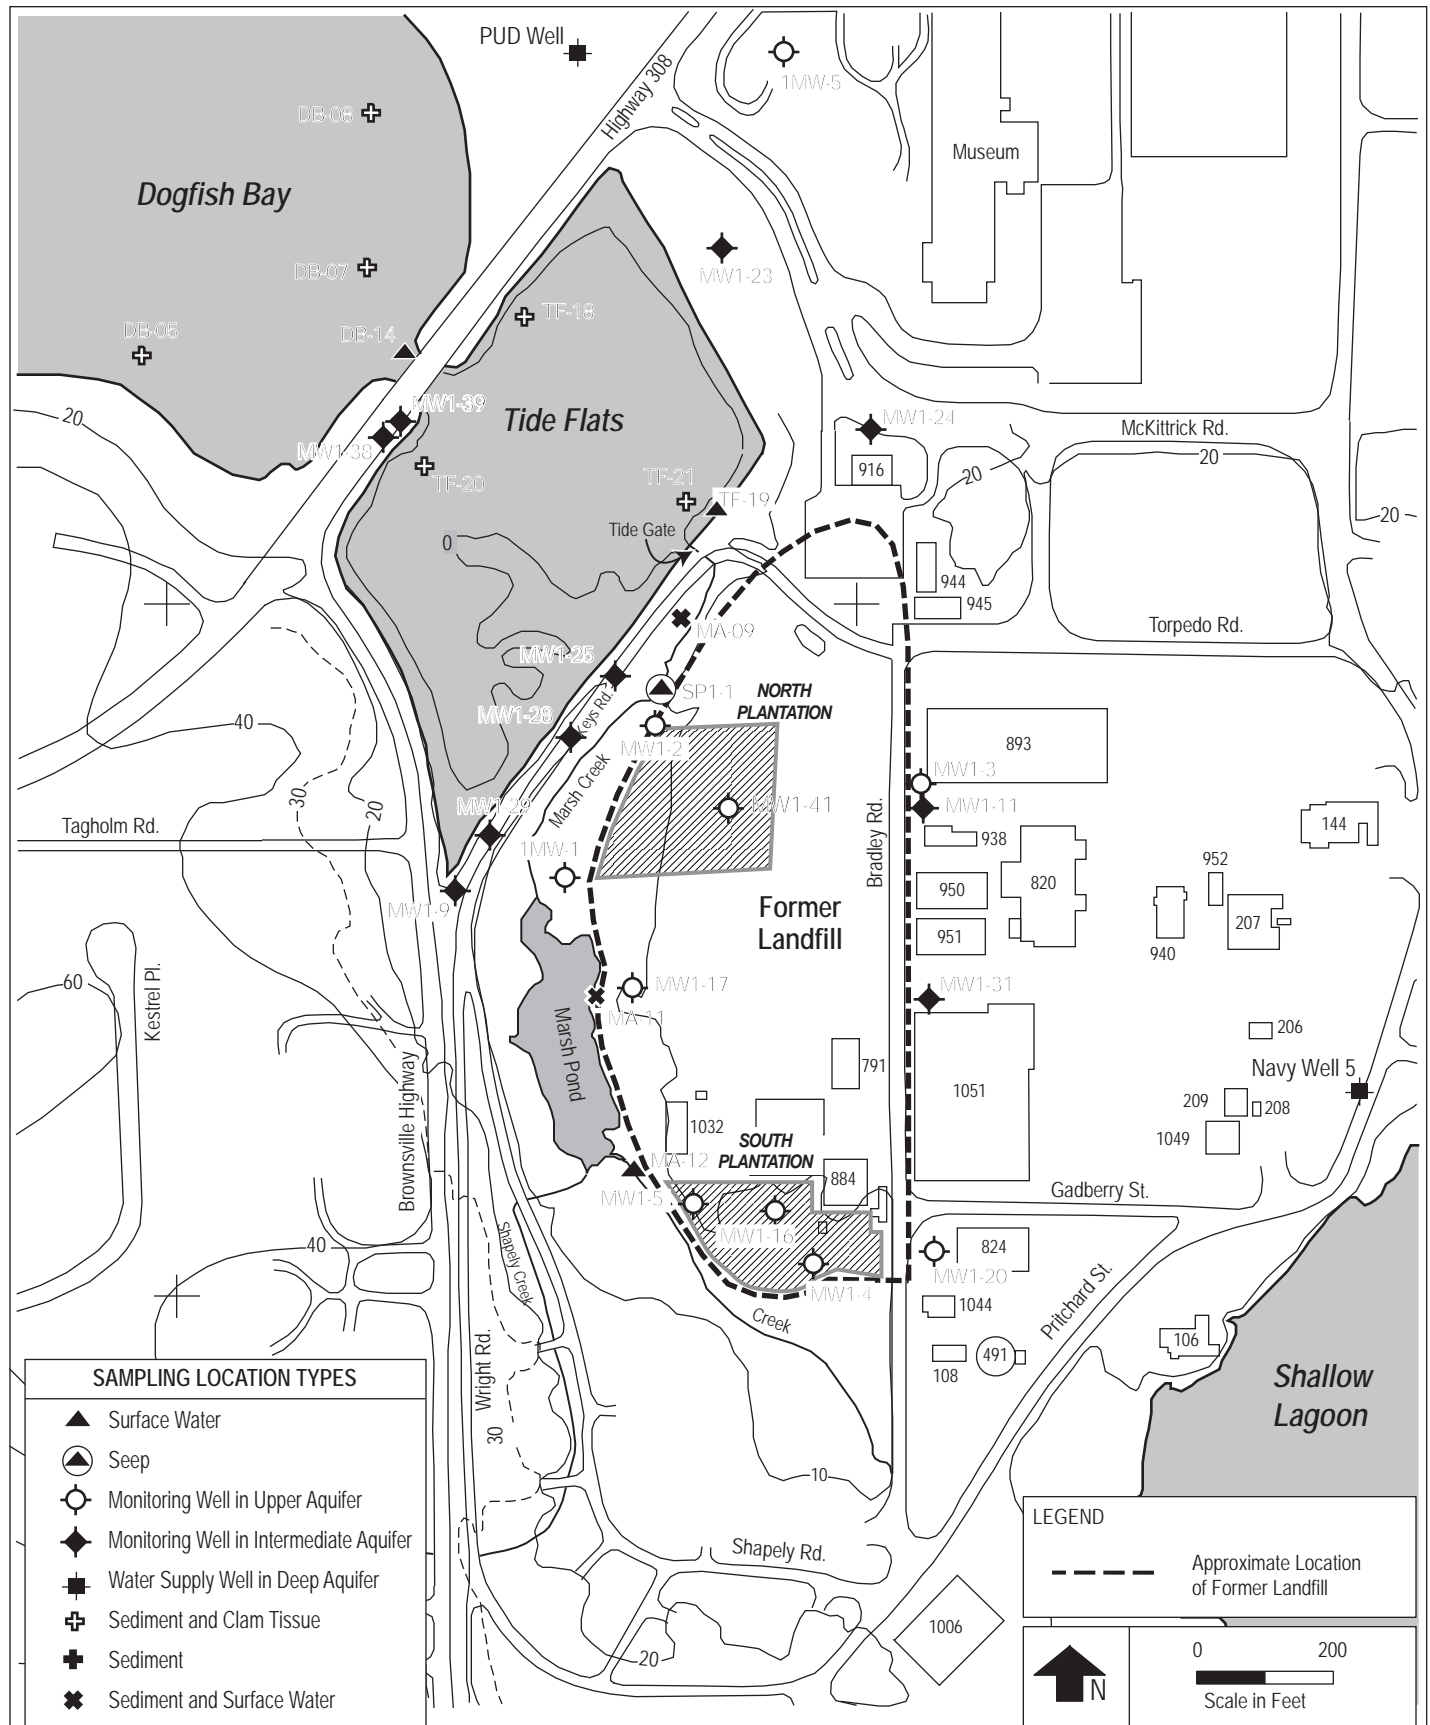 PUD Well
1MW-5
Highway 308
DB-08
Museum
Dogfish Bay
MW1-23
DB-07
TF-18
DB-05
DB-14
MW1-39
Tide Flats
MW1-24
20
McKittrick Rd.
MW1-38
916
20
20
TF-20
TF-21
TF-19
20
Tide Gate
0
944
945
MA-09
Torpedo Rd.
MW1-25
SP1-1
NORTH
PLANTATION
40
MW1-28
Keys Rd.
893
MW1-2
MW1-3
30
20
Marsh Creek
MW1-41
MW1-11
Tagholm Rd.
MW1-29
Bradley Rd.
938
144
1MW-1
952
950
820
MW1-9
Former
Landfill
951
940
207
60
Kestrel Pl.
MW1-17
MW1-31
MA-11
206
Marsh Pond
791
Navy Well 5
1051
Brownsville Highway
209
208
1032
1049
SOUTH
PLANTATION
MA-12
884
MW1-5
Gadberry St.
MW1-16
40
Shapely Creek
824
MW1-20
MW1-4
1044
Pritchard St.
Creek
106
491
108
Wright Rd.
Shallow
Lagoon
30
10
SAMPLING LOCATION TYPES
Surface Water
Seep
Monitoring Well in Upper Aquifer
Monitoring Well in Intermediate Aquifer
Water Supply Well in Deep Aquifer
Sediment and Clam Tissue
Sediment
Sediment and Surface Water
Shapely Rd.
20
1006
LEGEND
Approximate Location
of Former Landfill
N
0 200
Scale in Feet